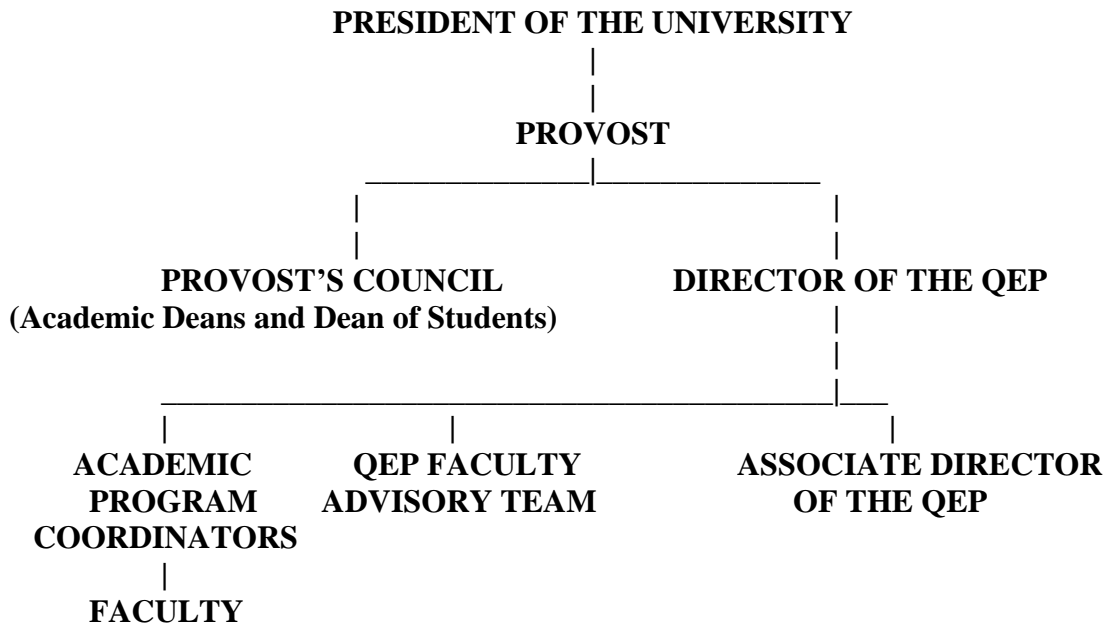 PRESIDENT OF THE UNIVERSITY
PROVOST
PROVOST’S COUNCIL DIRECTOR OF THE QEP
(Academic Deans and Dean of Students)
ACADEMIC QEP FACULTY ASSOCIATE DIRECTOR
PROGRAM ADVISORY TEAM OF THE QEP
COORDINATORS
FACULTY